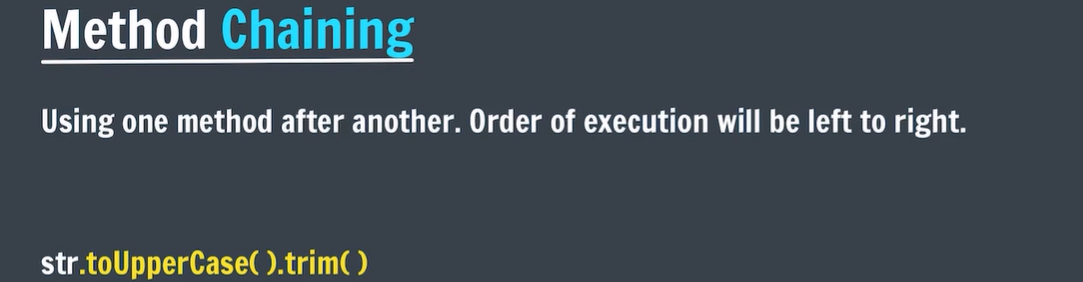 Method Chaining
Using one method after another. Order of execution will be left to right.
str.toUpperCase( ).trim( )